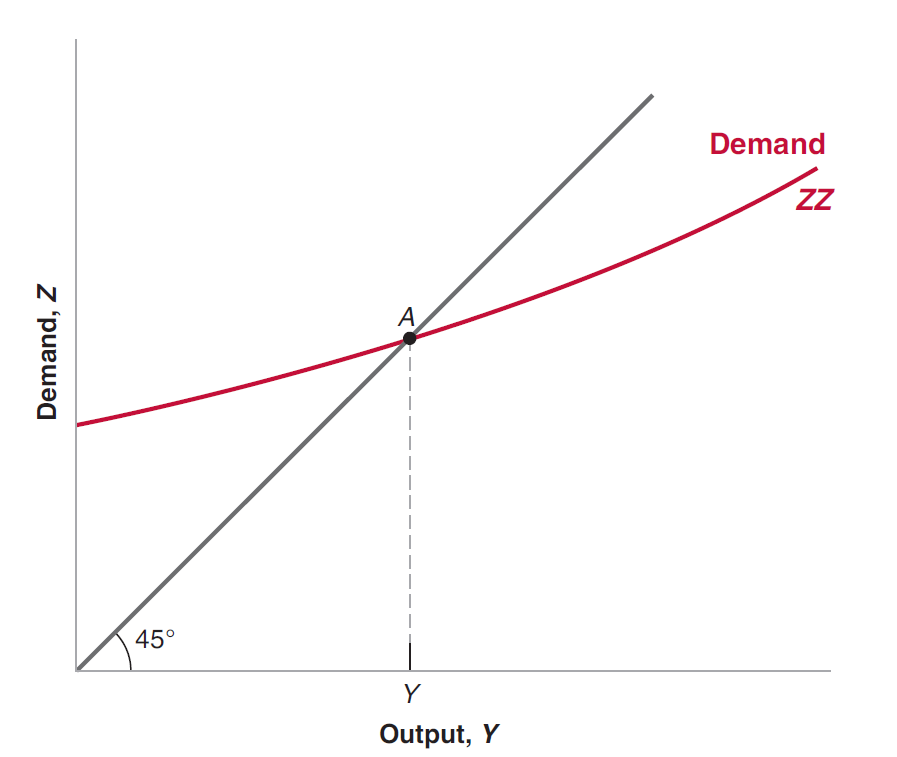 Demand
ZZ
Demand, Z
A
45°
Y
Output, Y